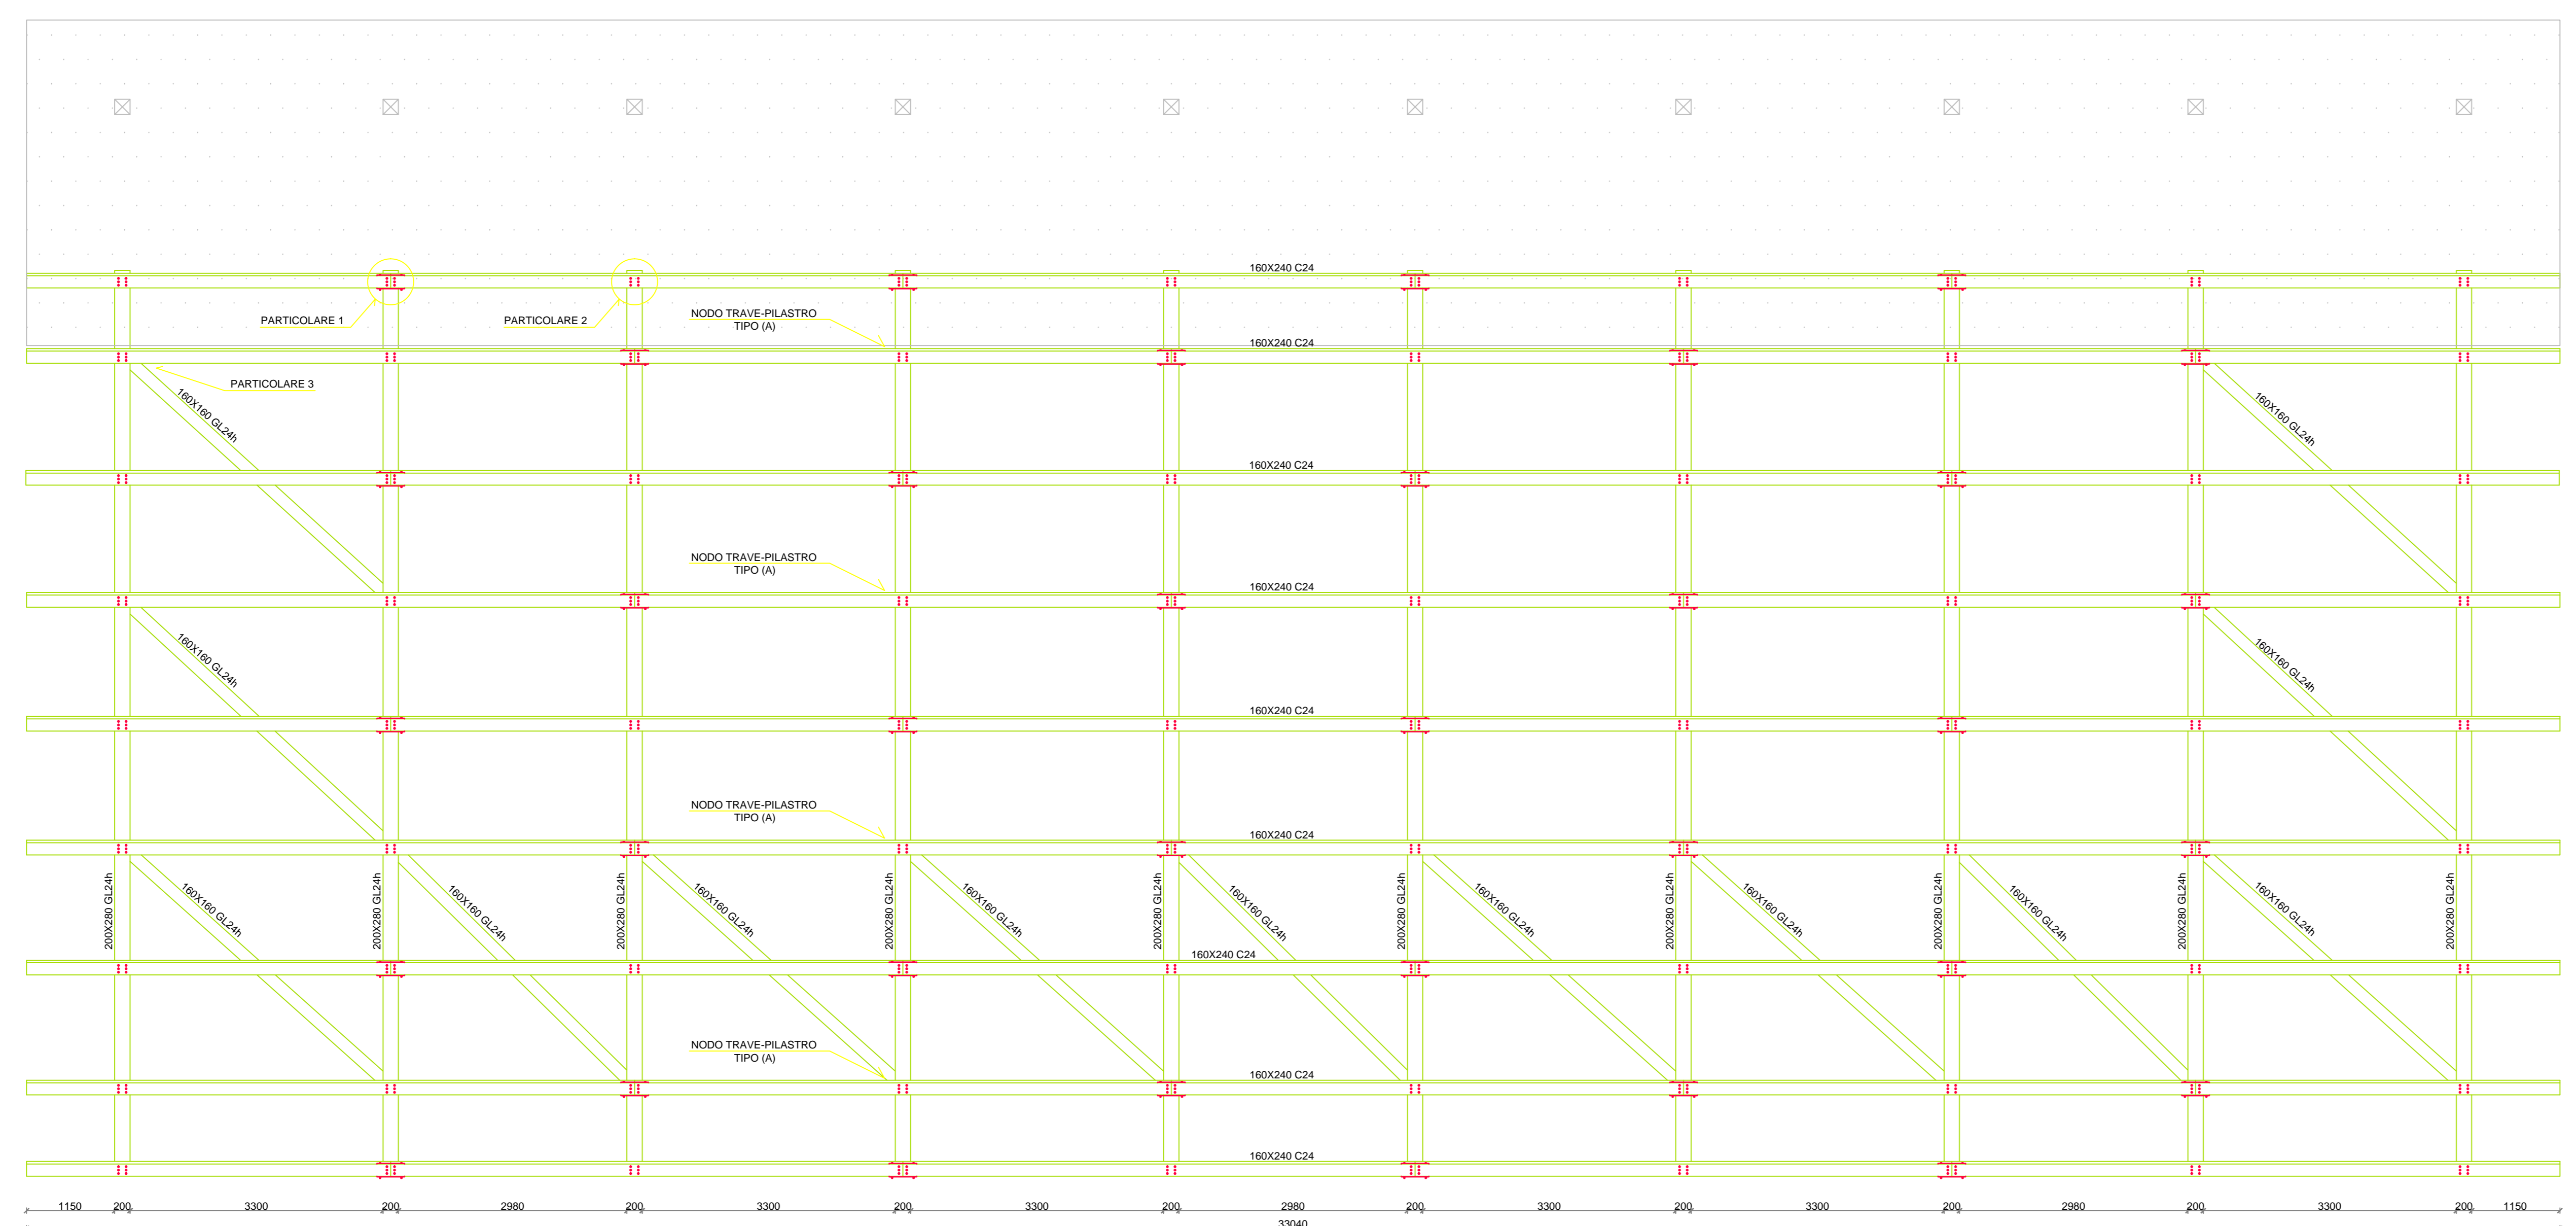 160X240 C24
PARTICOLARE 1
PARTICOLARE 2
NODO TRAVE-PILASTRO
TIPO (A)
160X240 C24
PARTICOLARE 3
160X160 GL24h
160X160 GL24h
160X240 C24
NODO TRAVE-PILASTRO
TIPO (A)
160X240 C24
160X160 GL24h
160X160 GL24h
160X240 C24
NODO TRAVE-PILASTRO
TIPO (A)
160X240 C24
200X280 GL24h
160X160 GL24h
200X280 GL24h
160X160 GL24h
200X280 GL24h
160X160 GL24h
200X280 GL24h
160X160 GL24h
200X280 GL24h
160X160 GL24h
200X280 GL24h
160X160 GL24h
200X280 GL24h
160X160 GL24h
200X280 GL24h
160X160 GL24h
200X280 GL24h
160X160 GL24h
200X280 GL24h
160X240 C24
NODO TRAVE-PILASTRO
TIPO (A)
160X240 C24
160X240 C24
1150 200 3300 200 2980 200 3300 200 3300 200 2980 200 3300 200 3300 200 2980 200 3300 200 1150
33040